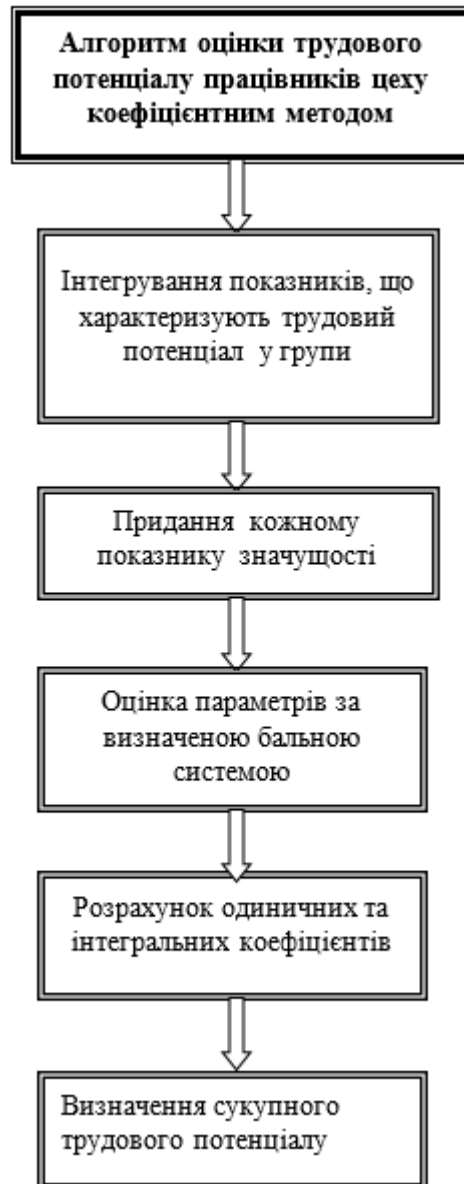 Алгоритм оцінки трудового
потенціалу працівників цеху
коефіцієнтним методом
Інтегрування показників, що
характеризують трудовий
потенціал у групи
Придання кожному
показнику значущості
Оцінка параметрів за
визначеною бальною
системою
Розрахунок одиничних та
інтегральних коефіцієнтів
Визначення сукупного
трудового потенціалу